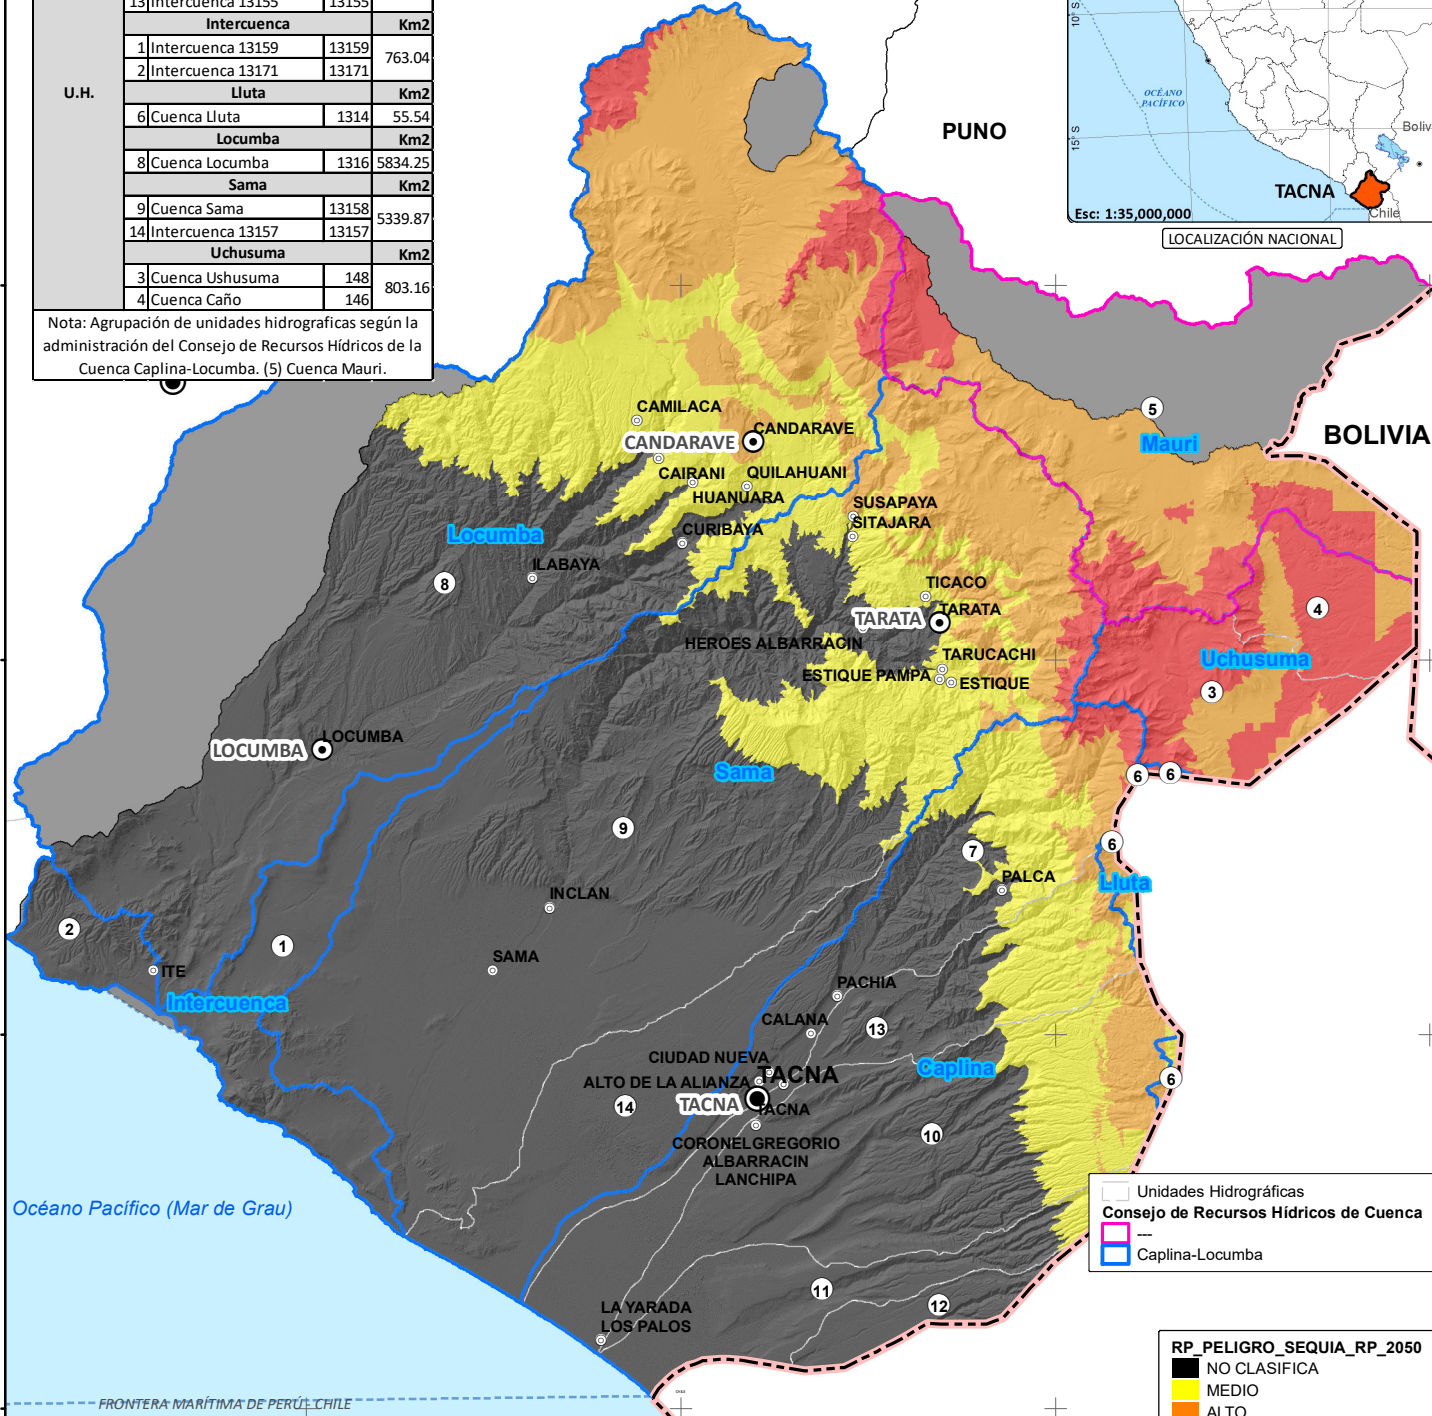 13 Intercuenca 13155 13155
Intercuenca Km2
1 Intercuenca 13159 13159 763.04
2 Intercuenca 13171 13171
U.H.
Lluta Km2
6 Cuenca Lluta 1314 55.54
Locumba Km2
8 Cuenca Locumba 1316 5834.25
Sama Km2
9 Cuenca Sama 13158 5339.87
14 Intercuenca 13157 13157
Uchusuma Km2
3 Cuenca Ushusuma 148 803.16
4 Cuenca Caño 146
Nota: Agrupación de unidades hidrograficas según la
administración del Consejo de Recursos Hídricos de la
Cuenca Caplina-Locumba. (5) Cuenca Mauri.
10° S
15° S
OCÉANO
PACÍFICO
Boliv
TACNA
Chile
Esc: 1:35,000,000
LOCALIZACIÓN NACIONAL
PUNO
BOLIVIA
5
Mauri
CAMILACA
CANDARAVE
CANDARAVE
CAIRANI
QUILAHUANI
HUANUARA
SUSAPAYA
SITAJARA
CURIBAYA
Locumba
ILABAYA
8
TICACO
TARATA
TARATA
4
HEROES ALBARRACIN
TARUCACHI
Uchusuma
ESTIQUE PAMPA
ESTIQUE
3
LOCUMBA
LOCUMBA
Sama
6
6
9
6
7
PALCA
Lluta
INCLAN
2
1
SAMA
ITE
PACHIA
Intercuenca
CALANA
13
CIUDAD NUEVA
Caplina
TACNA
ALTO DE LA ALIANZA
6
TACNA
TACNA
14
10
CORONELGREGORIO
ALBARRACIN
LANCHIPA
Océano Pacífico (Mar de Grau)
Unidades Hidrográficas
Consejo de Recursos Hídricos de Cuenca
---
Caplina-Locumba
11
12
LA YARADA
LOS PALOS
RP_PELIGRO_SEQUIA_RP_2050
NO CLASIFICA
MEDIO
ALTO
FRONTERA MARÍTIMA DE PERÚ - CHILE